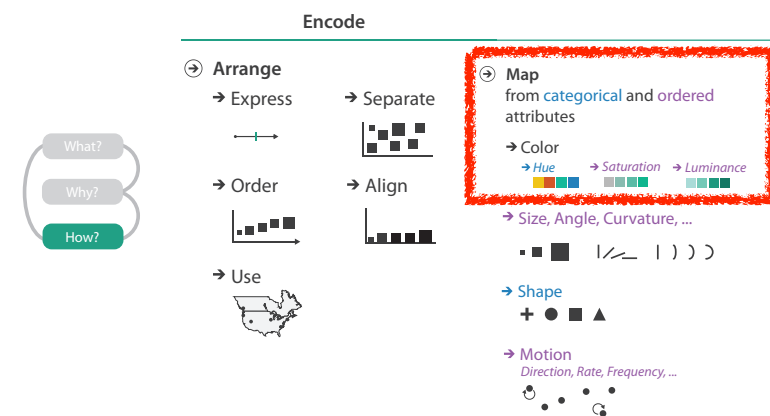 Encode
What?
Why?
How?
Arrange
Express
Separate
Order
Align
Use
Map
from categorical and ordered
attributes
Color
Hue
Saturation
Luminance
Size, Angle, Curvature, ...
Shape
Motion
Direction, Rate, Frequency, ...